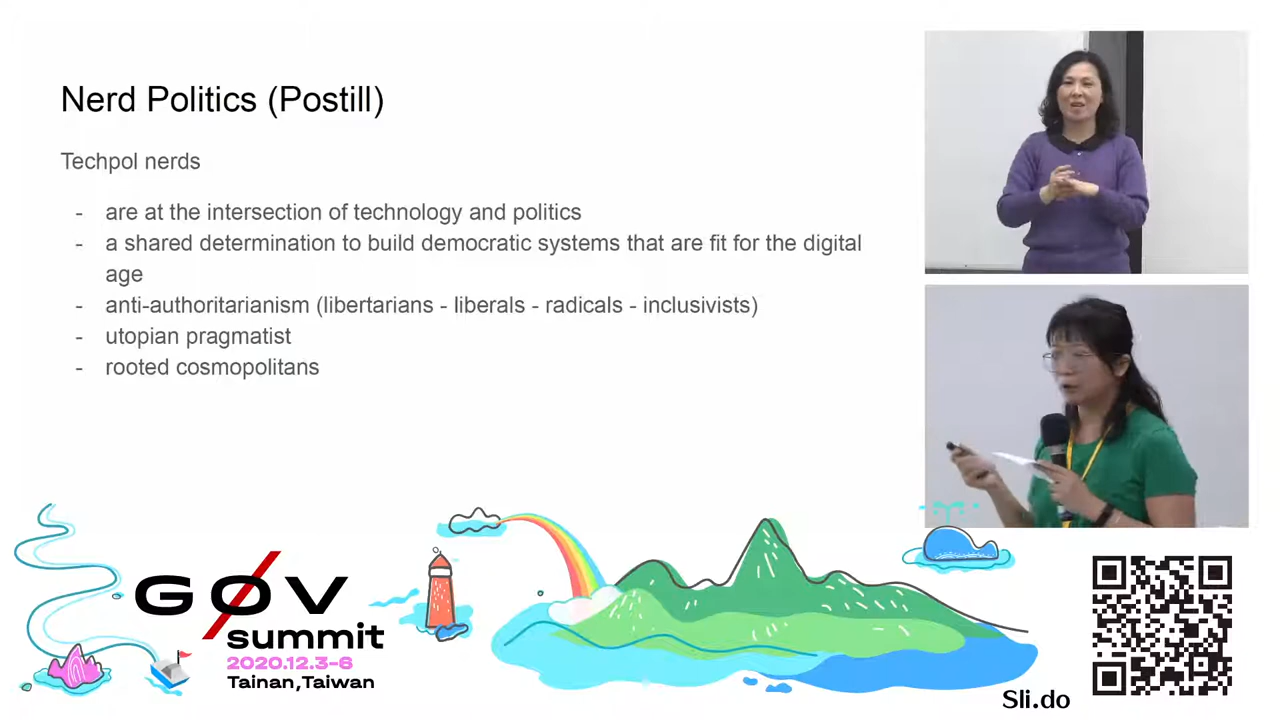 Nerd Politics (Postill)
Techpol nerds
- are at the intersection of technology and politics
- a shared determination to build democratic systems that are fit for the digital
age
- anti-authoritarianism (libertarians - liberals - radicals - inclusivists)
- utopian pragmatist
- rooted cosmopolitans
GØV
summit
2020.12.3-6
Tainan,Taiwan
Sli.do